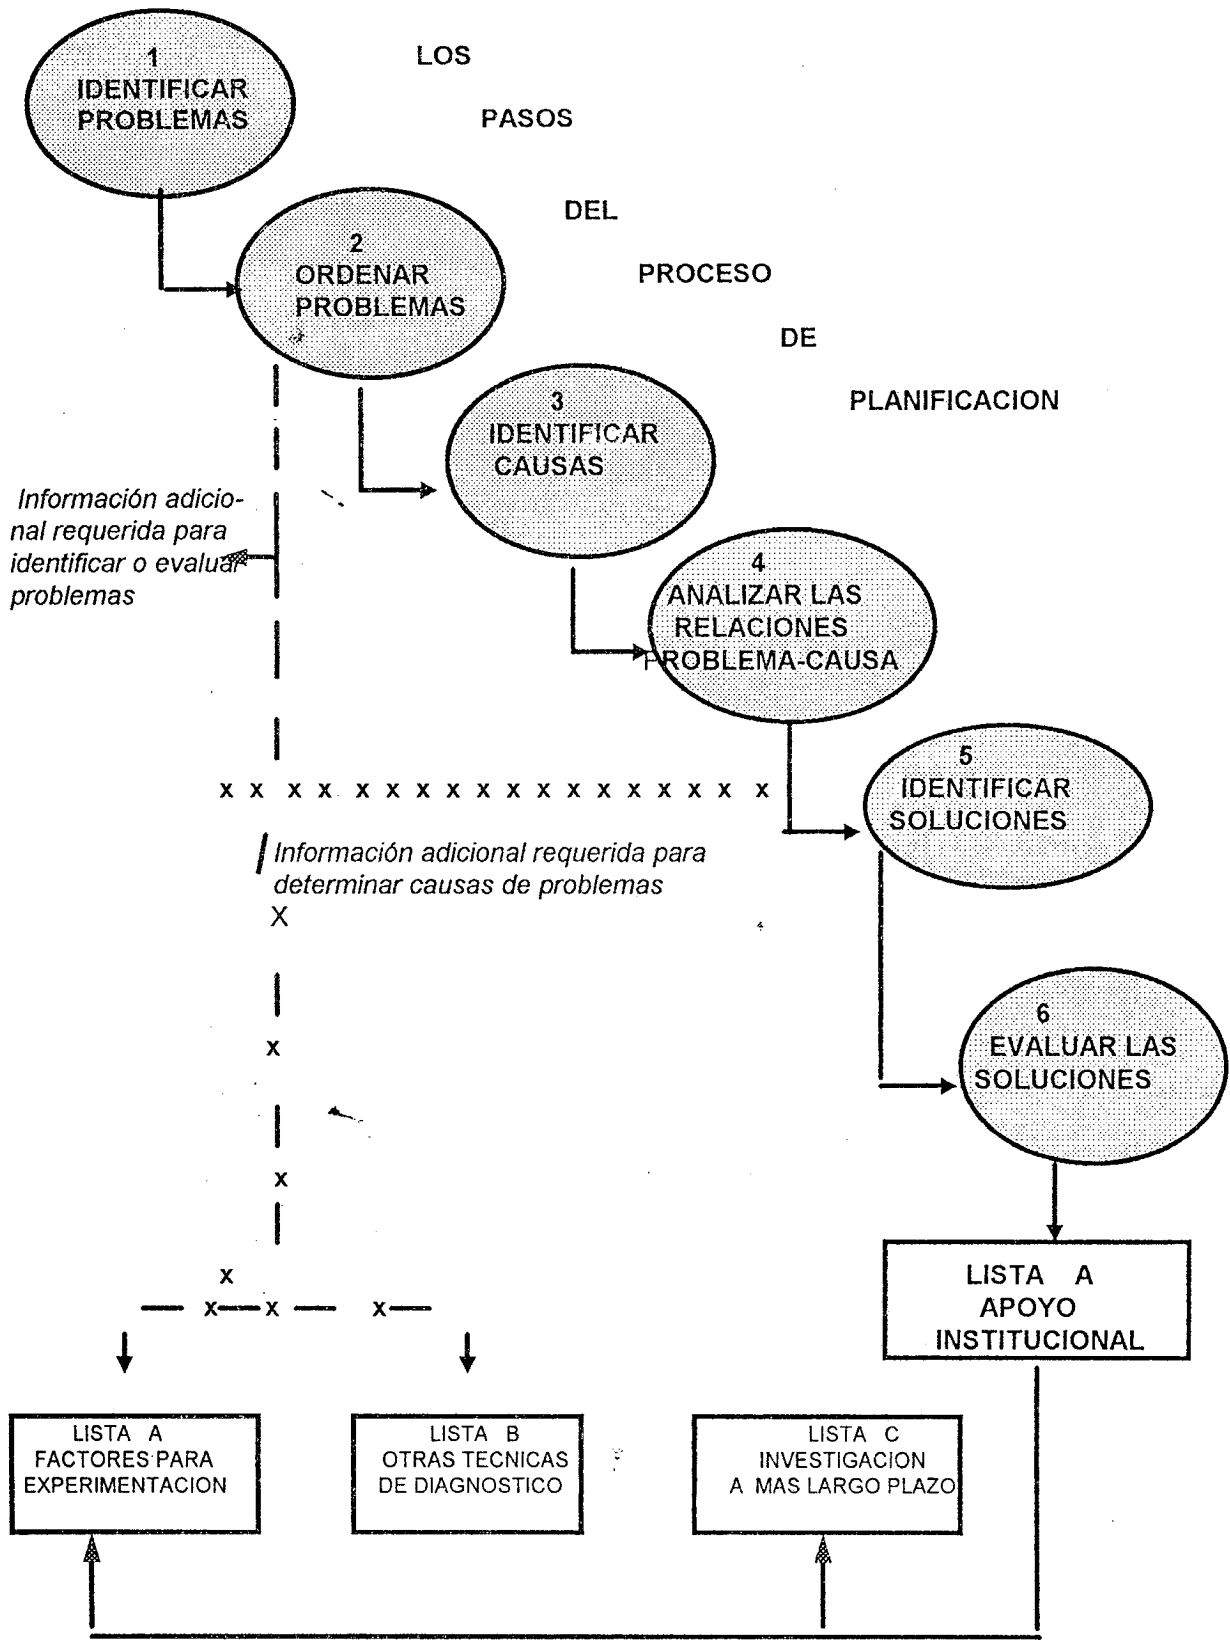 1
IDENTIFICAR
PROBLEMAS
LOS
PASOS
DEL
PROCESO
DE
PLANIFICACION
2
ORDENAR
PROBLEMAS
3
IDENTIFICAR
CAUSAS
Información adicio-
nal requerida para
identificar o evaluar
problemas
4
ANALIZAR LAS
RELACIONES
PROBLEMA-CAUSA
5
IDENTIFICAR
SOLUCIONES
x x x x x x x x x x x x x x x x x x
Información adicional requerida para
determinar causas de problemas
X
6
EVALUAR LAS
SOLUCIONES
x
x
x
x x x
LISTA A
APOYO
INSTITUCIONAL
LISTA A
FACTORES PARA
EXPERIMENTACION
LISTA B
OTRAS TECNICAS
DE DIAGNOSTICO
LISTA C
INVESTIGACION
A MAS LARGO PLAZO